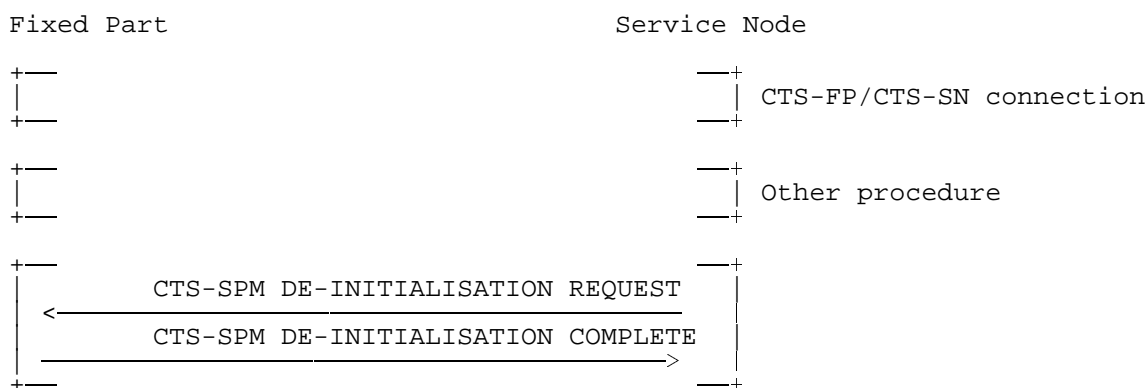 Fixed Part Service Node
CTS-FP/CTS-SN connection
Other procedure
CTS-SPM DE-INITIALISATION REQUEST
CTS-SPM DE-INITIALISATION COMPLETE